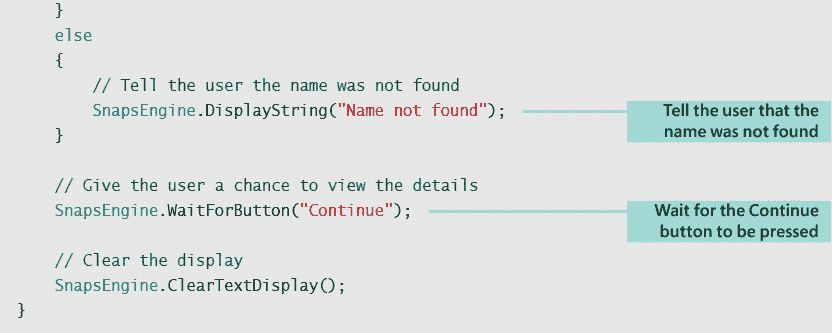 }
else
{
// Tell the user the name was not found
SnapsEngine.DisplayString("Name not found");
Tell the user that the
name was not found
}
// Give the user a chance to view the details
SnapsEngine.WaitForButton("Continue");
Wait for the Continue
button to be pressed
// Clear the display
SnapsEngine.ClearTextDisplay();
}